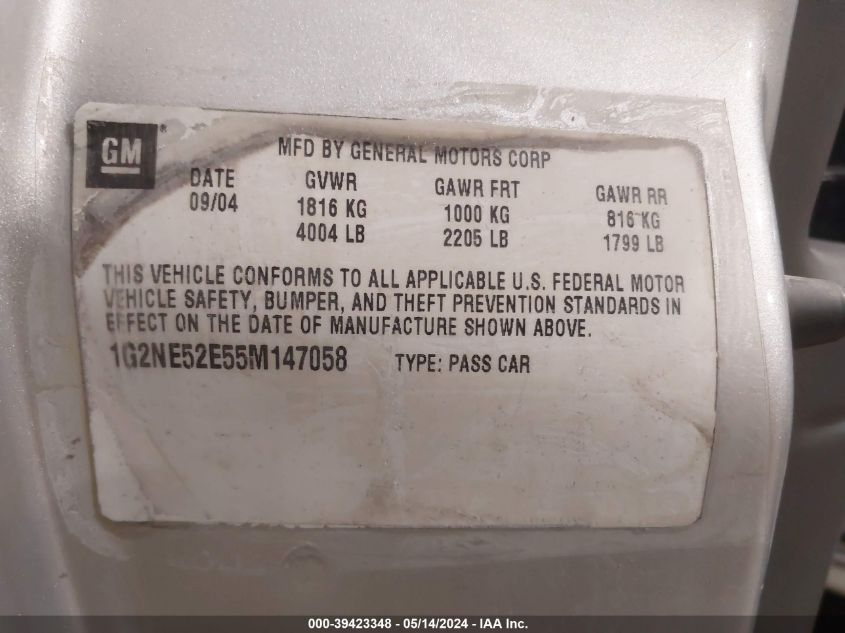 GM®
MFD BY GENERAL MOTORS CORP
DATE GVWR GAWR FRT GAWR RR
09/04 1816 KG 1000 KG 816 KG
4004 LB 2205 LB 1799 LB
THIS VEHICLE CONFORMS TO ALL APPLICABLE U.S. FEDERAL MOTOR
VEHICLE SAFETY, BUMPER, AND THEFT PREVENTION STANDARDS IN
EFFECT ON THE DATE OF MANUFACTURE SHOWN ABOVE.
1G2NE52E55M147058 TYPE: PASS CAR
000-39423348 - 05/14/2024 - IAA Inc.